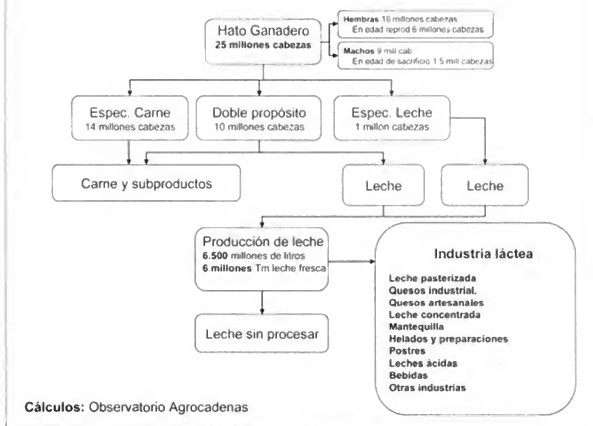 Hato Ganadero
25 millones cabezas
Hembras 16 millones cabezas
En edad reprod 6 millones cabezas
Machos 9 mill cab
En edad de sacrificio 1 5 mill cabezas
Espec. Carne
14 millones cabezas
Doble propósito
10 millones cabezas
Espec. Leche
1 millon cabezas
Carne y subproductos
Leche
Leche
Producción de leche
6.500 millones de litros
6 millones Tm leche fresca
Leche sin procesar
Industria láctea
Leche pasterizada
Quesos industrial.
Quesos artesanales
Leche concentrada
Mantequilla
Helados y preparaciones
Postres
Leches ácidas
Bebidas
Otras industrias
Cálculos: Observatorio Agrocadenas